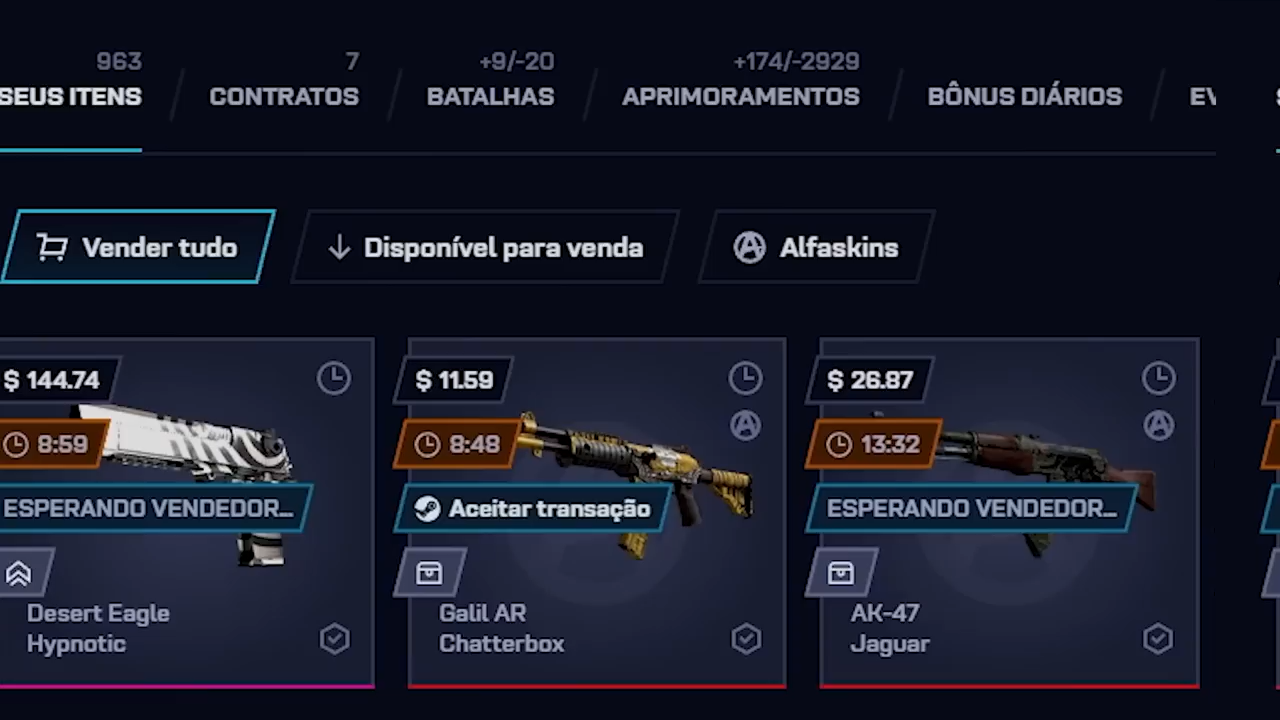 963
7
+9/-20
+174/-2929
SEUS ITENS
CONTRATOS
BATALHAS
APRIMORAMENTOS
BÔNUS DIÁRIOS
Vender tudo
Disponível para venda
Alfaskins
$ 144.74
8:59
ESPERANDO VENDEDOR...
Desert Eagle
Hypnotic
$ 11.59
8:48
Aceitar transação
Galil AR
Chatterbox
$ 26.87
13:32
ESPERANDO VENDEDOR...
AK-47
Jaguar